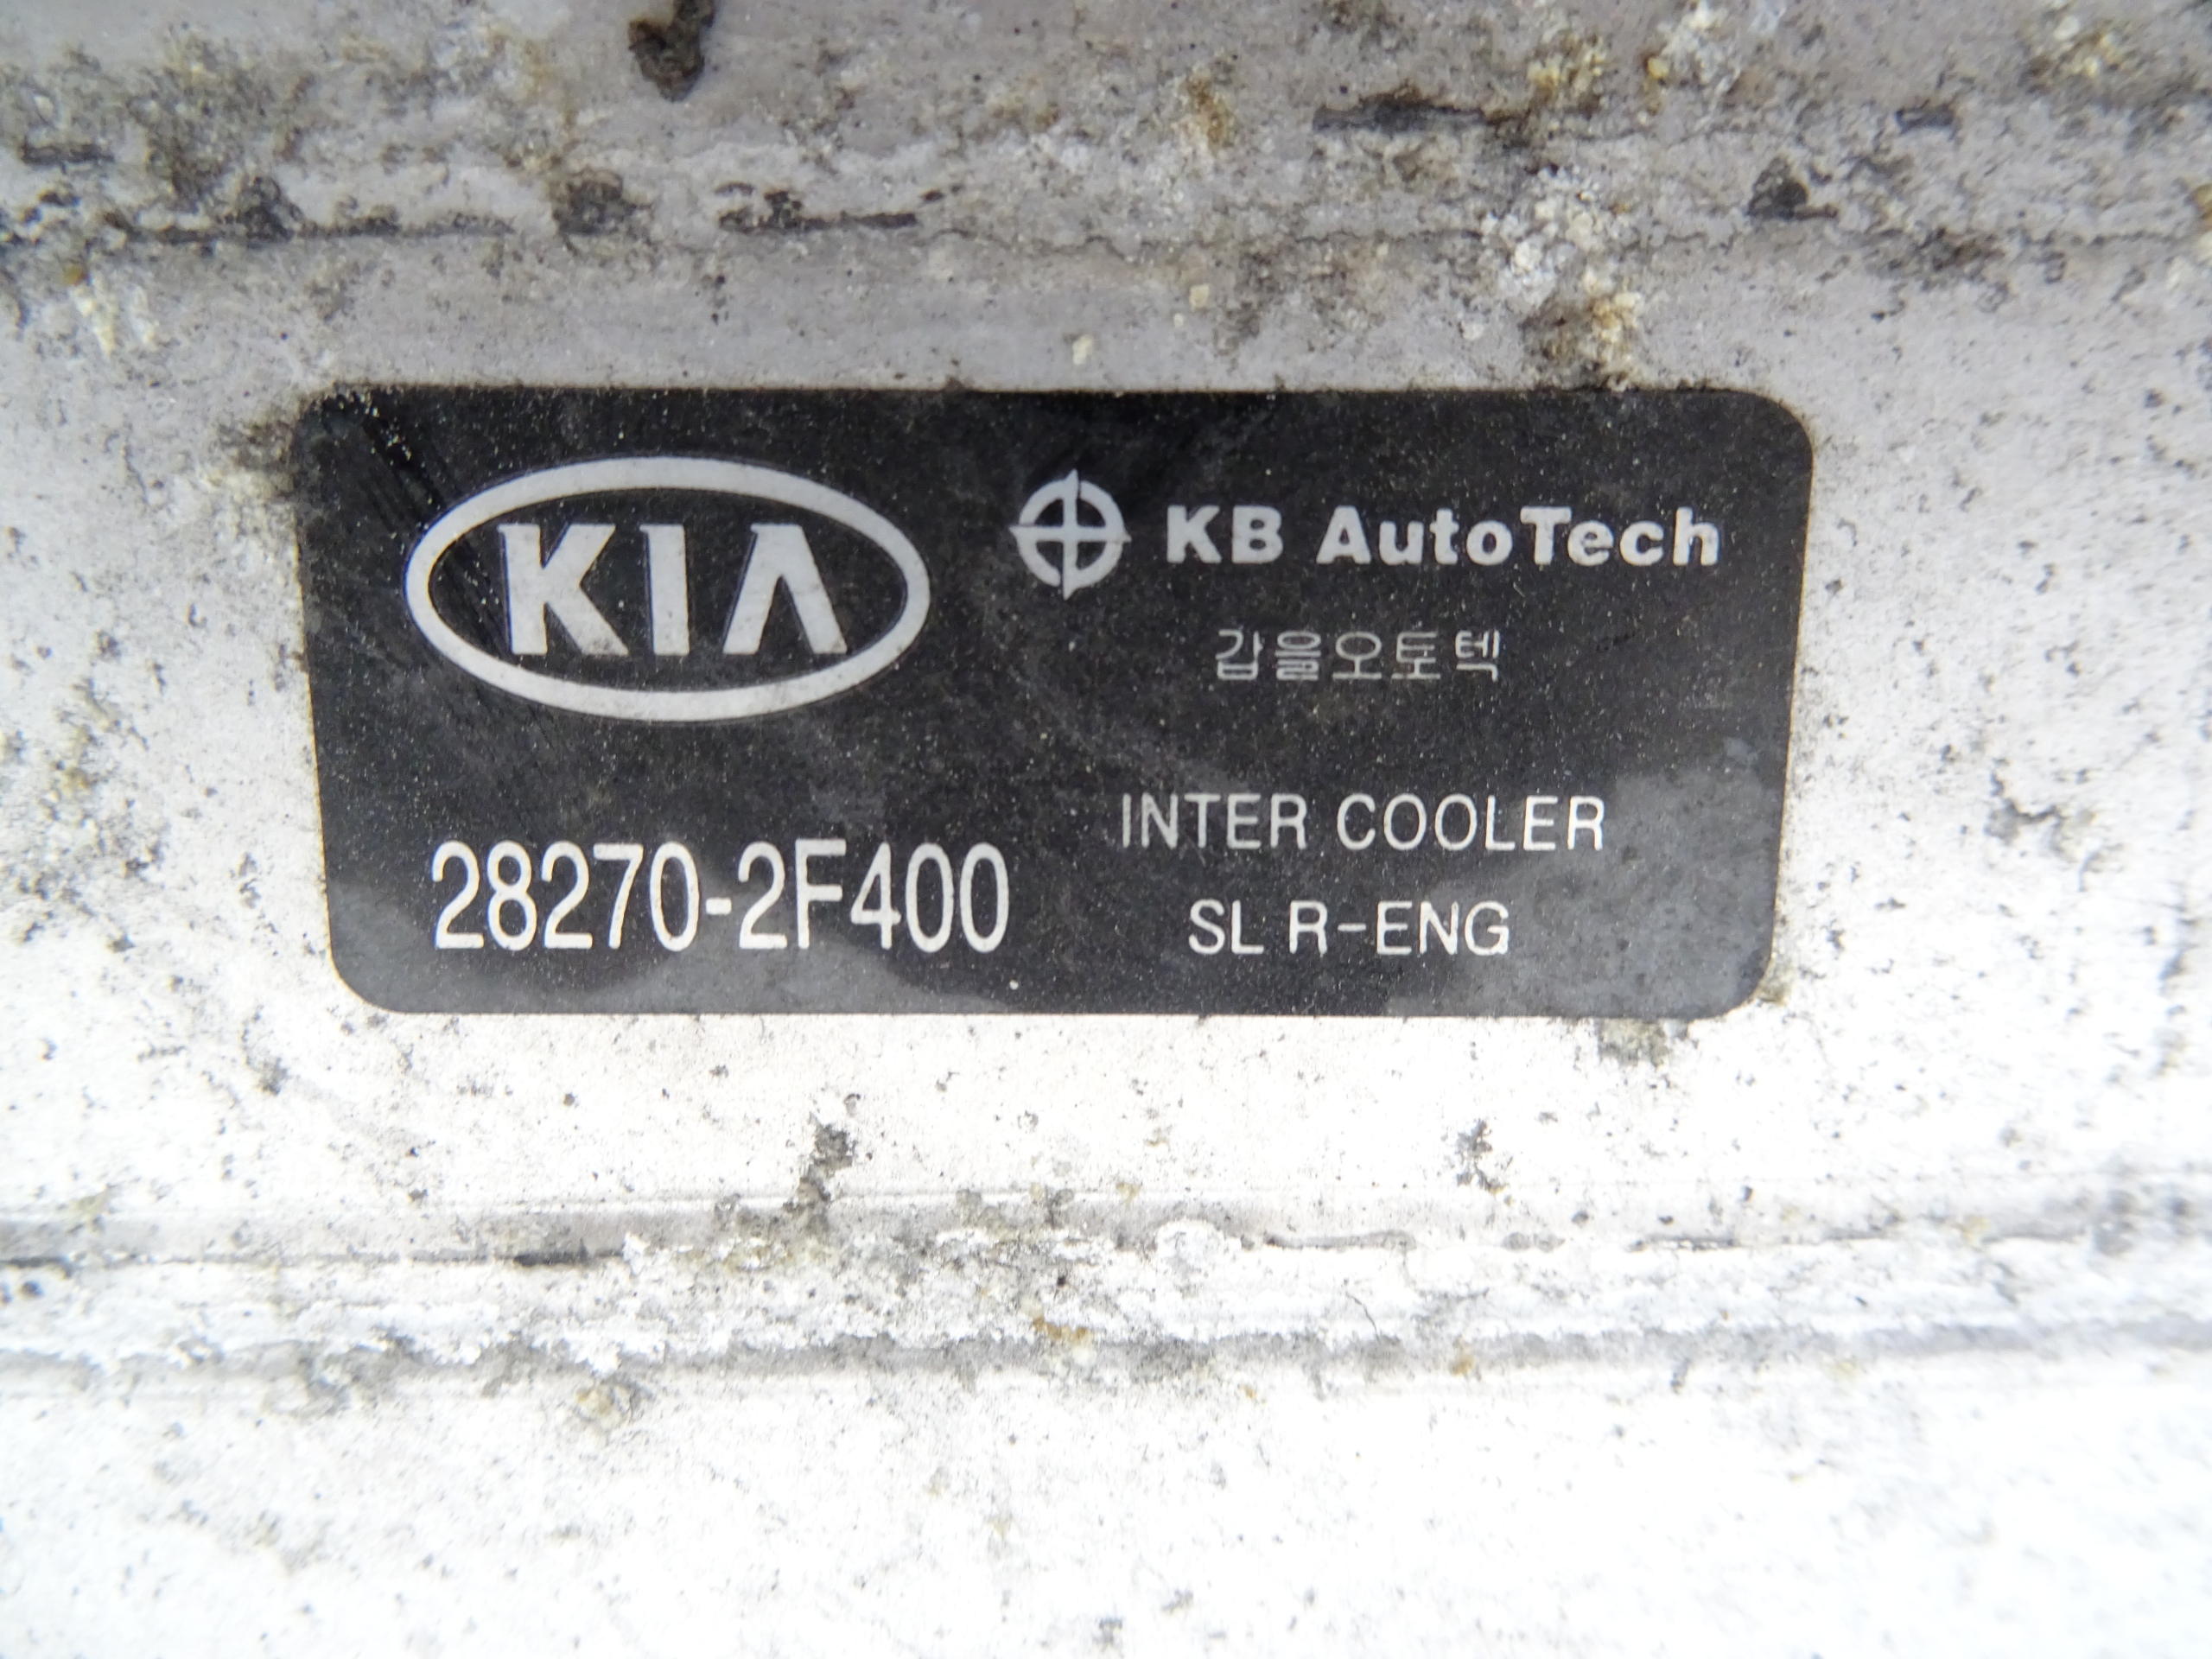 KIA
KB AutoTech
갑을오토텍
INTER COOLER
28270-2F400
SL R-ENG